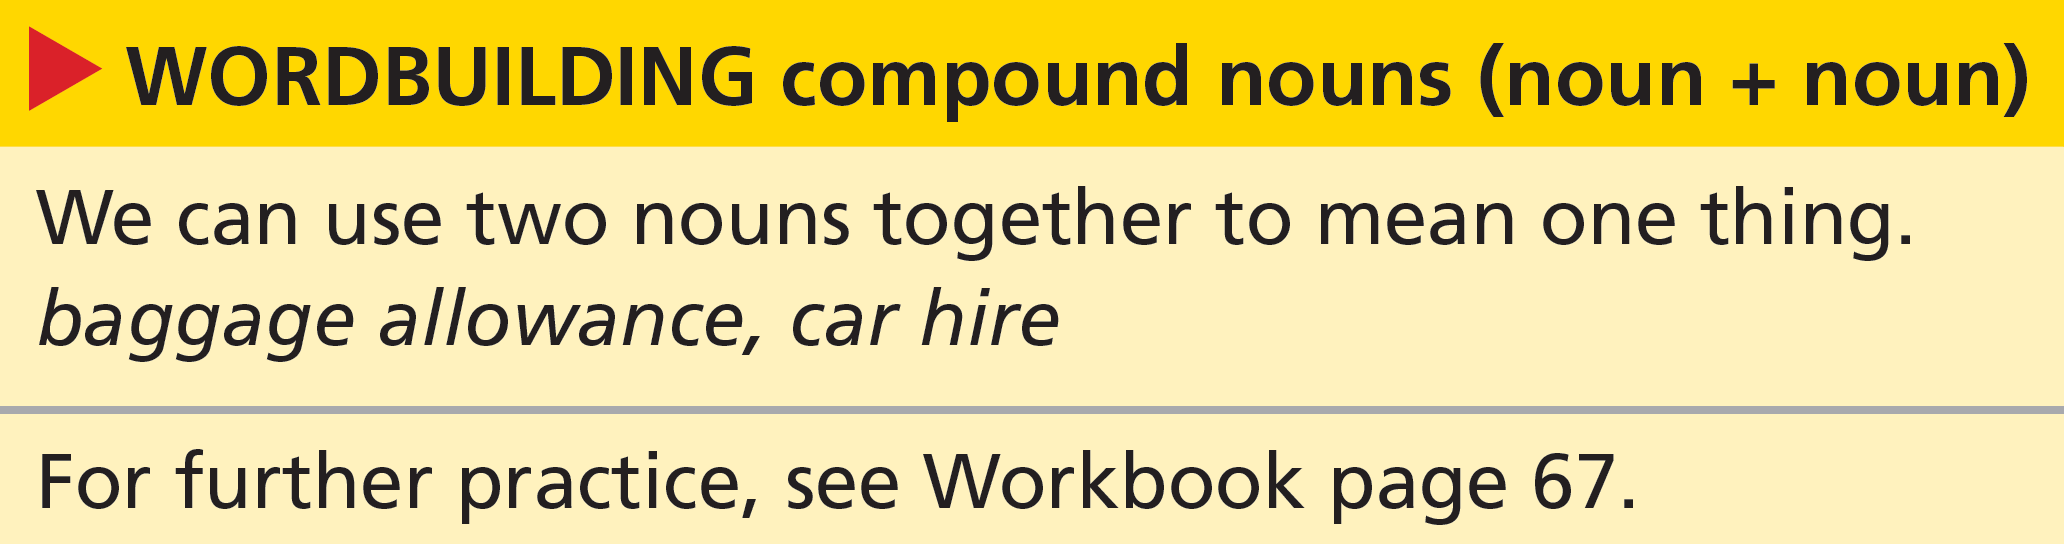 WORDBUILDING compound nouns (noun + noun)
We can use two nouns together to mean one thing.
baggage allowance, car hire
For further practice, see Workbook page 67.